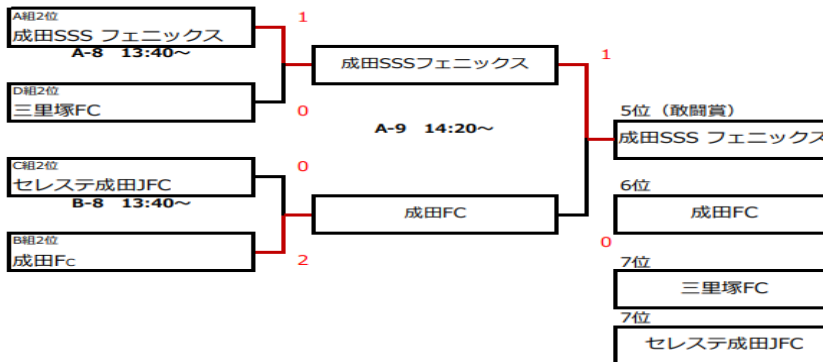 A組2位
成田SSS フェニックス
A-8 13:40～
D組2位
三里塚FC
1
0
成田SSSフェニックス
A-9 14:20～
C組2位
セレステ成田JFC
B-8 13:40～
B組2位
成田Fc
0
2
成田FC
1
0
5位（敢闘賞）
成田SSS フェニックス
6位
成田FC
7位
三里塚FC
7位
セレステ成田JFC